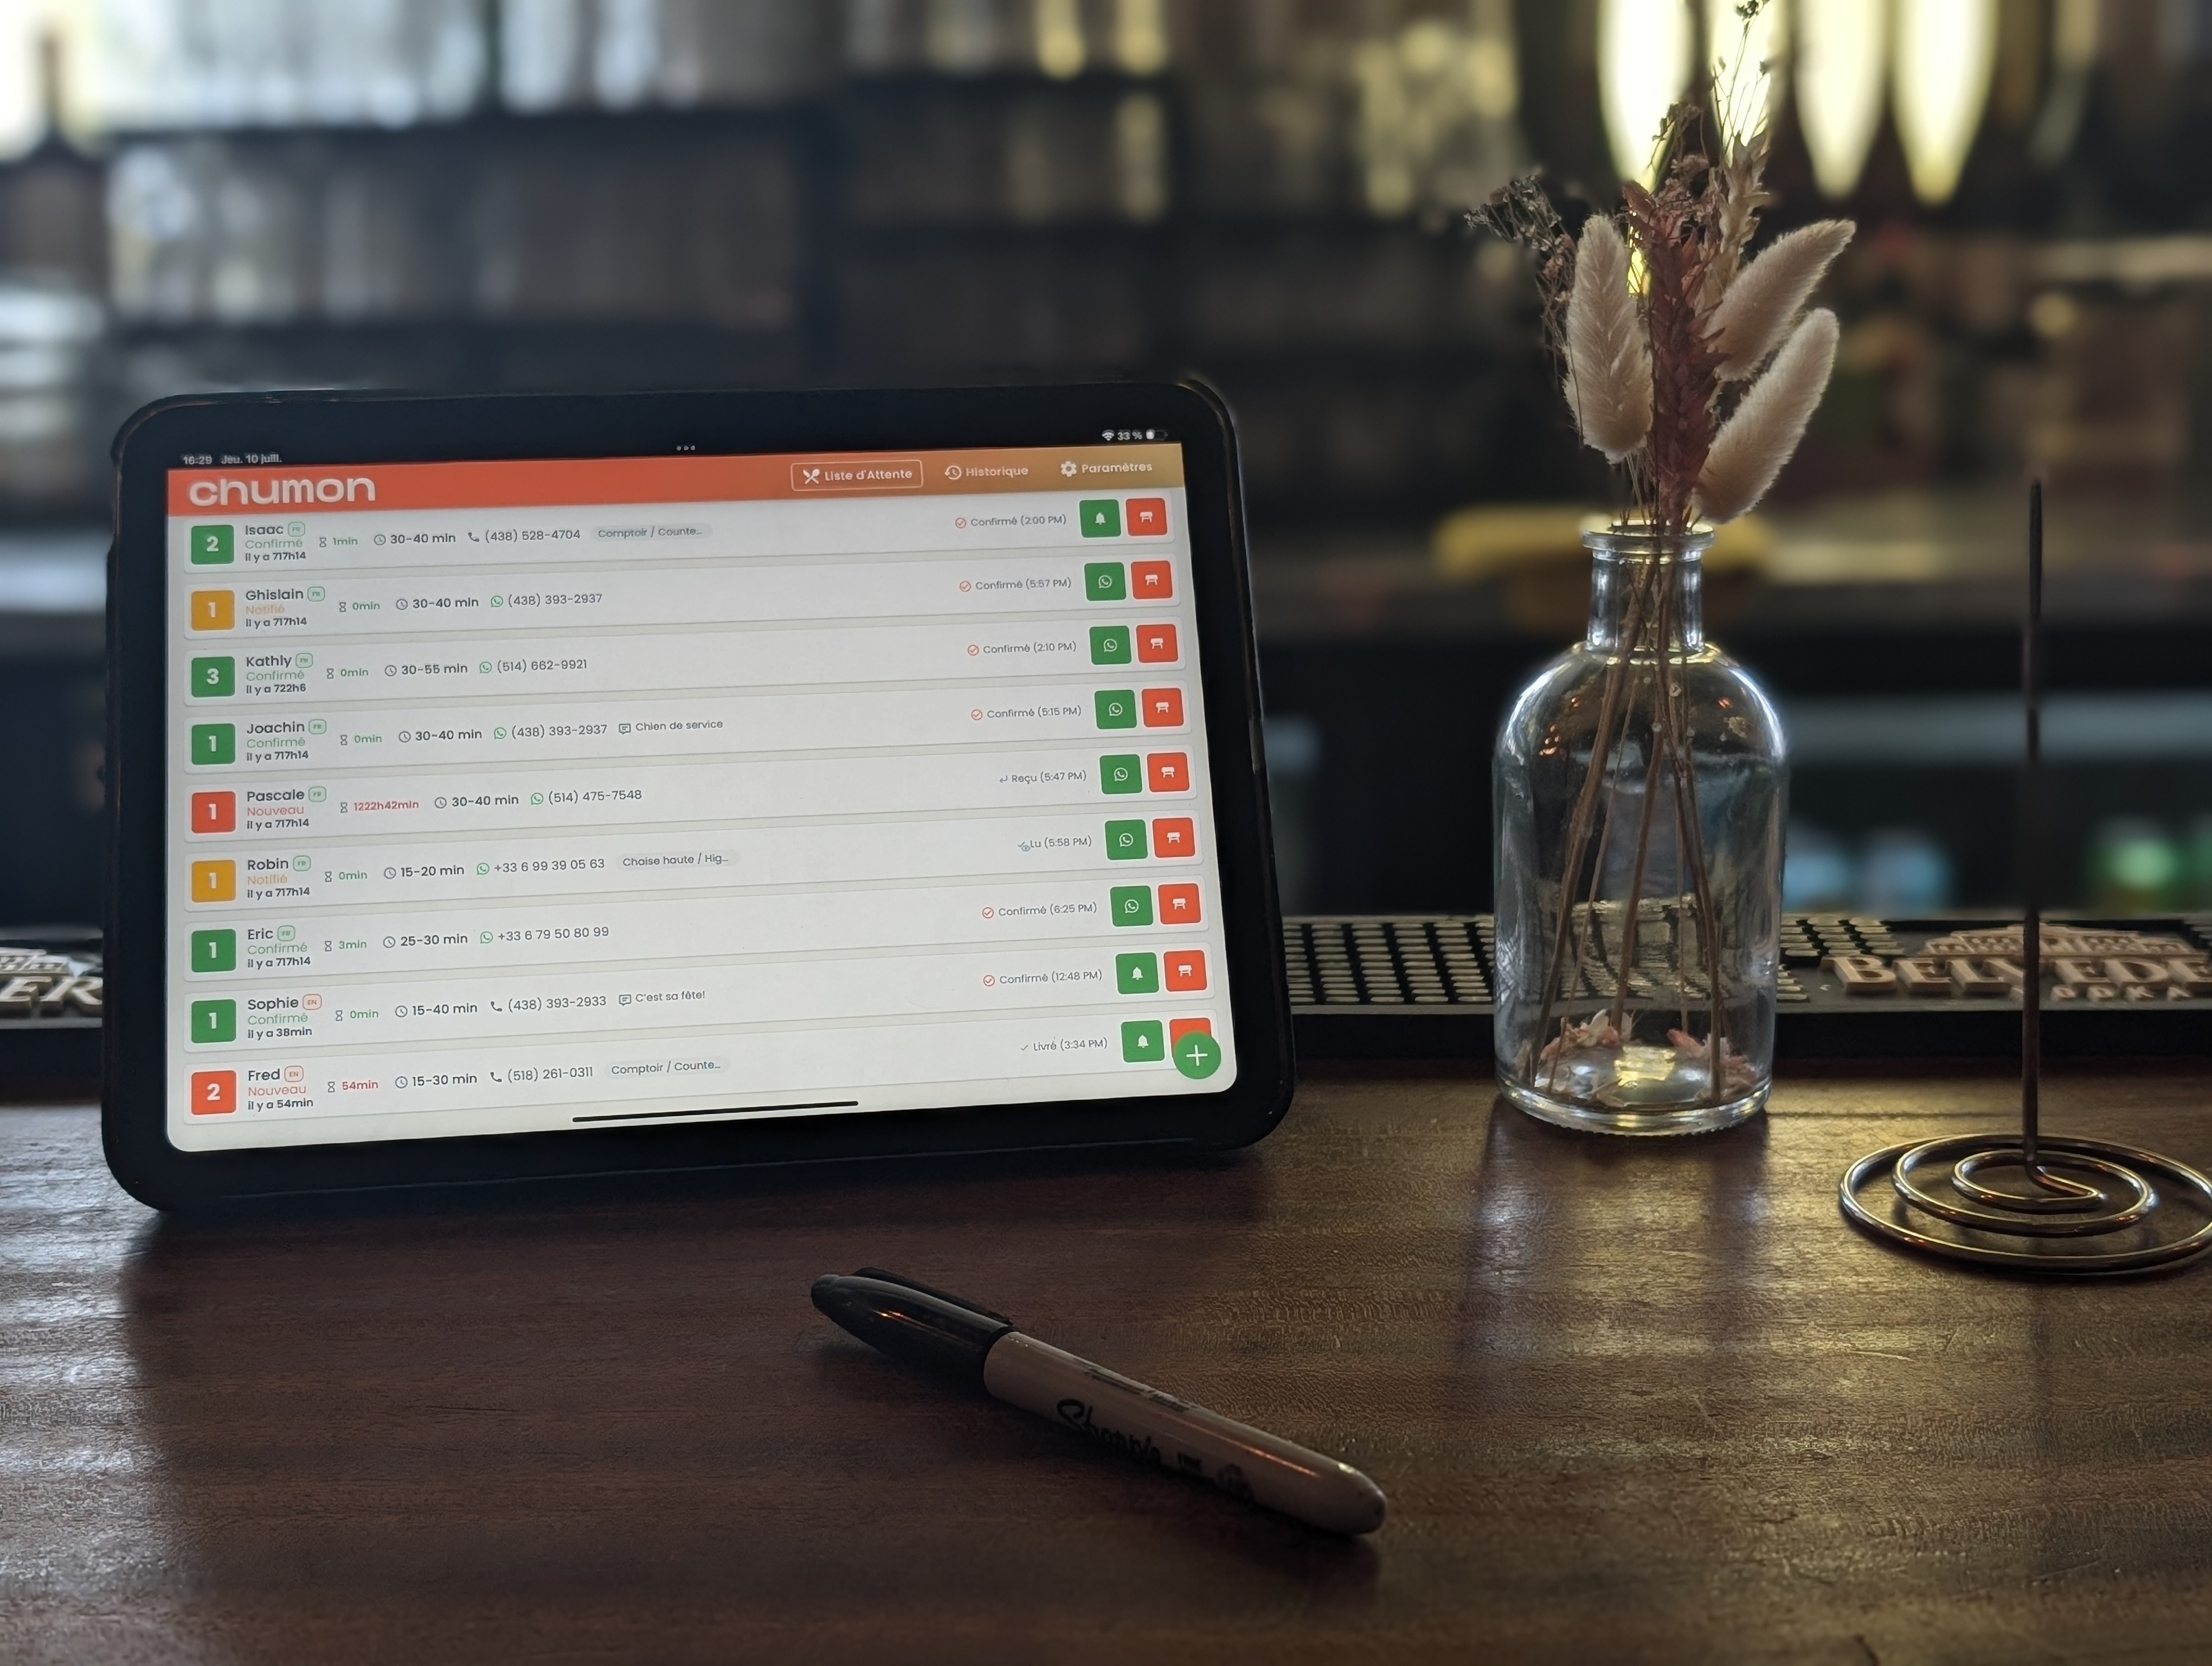 16:29 Jeu. 10 juill.
33 %
chumon
Liste d'Attente Historique Paramètres
2 Isaac FR 1min 30-40 min (438) 528-4704 Comptoir / Counte... Confirmé (2:00 PM)
Confirmé
il y a 717h14
1 Ghislain FR 0min 30-40 min (438) 393-2937 Confirmé (5:57 PM)
Notifié
il y a 717h14
3 Kathly FR 0min 30-55 min (514) 662-9921 Confirmé (2:10 PM)
Confirmé
il y a 722h6
1 Joachin FR 0min 30-40 min (438) 393-2937 Chien de service Confirmé (5:15 PM)
Confirmé
il y a 717h14
1 Pascale FR 1222h42min 30-40 min (514) 475-7548 Reçu (5:47 PM)
Nouveau
il y a 717h14
1 Robin FR 0min 15-20 min +33 6 99 39 05 63 Chaise haute / Hig... Lu (5:58 PM)
Notifié
il y a 717h14
1 Eric FR 3min 25-30 min +33 6 79 50 80 99 Confirmé (6:25 PM)
Confirmé
il y a 717h14
1 Sophie EN 0min 15-40 min (438) 393-2933 C'est sa fête! Confirmé (12:48 PM)
Confirmé
il y a 38min
2 Fred EN 54min 15-30 min (518) 261-0311 Comptoir / Counte... Livré (3:34 PM)
Nouveau
il y a 54min
BELVEDE
VODKA
Sharpie